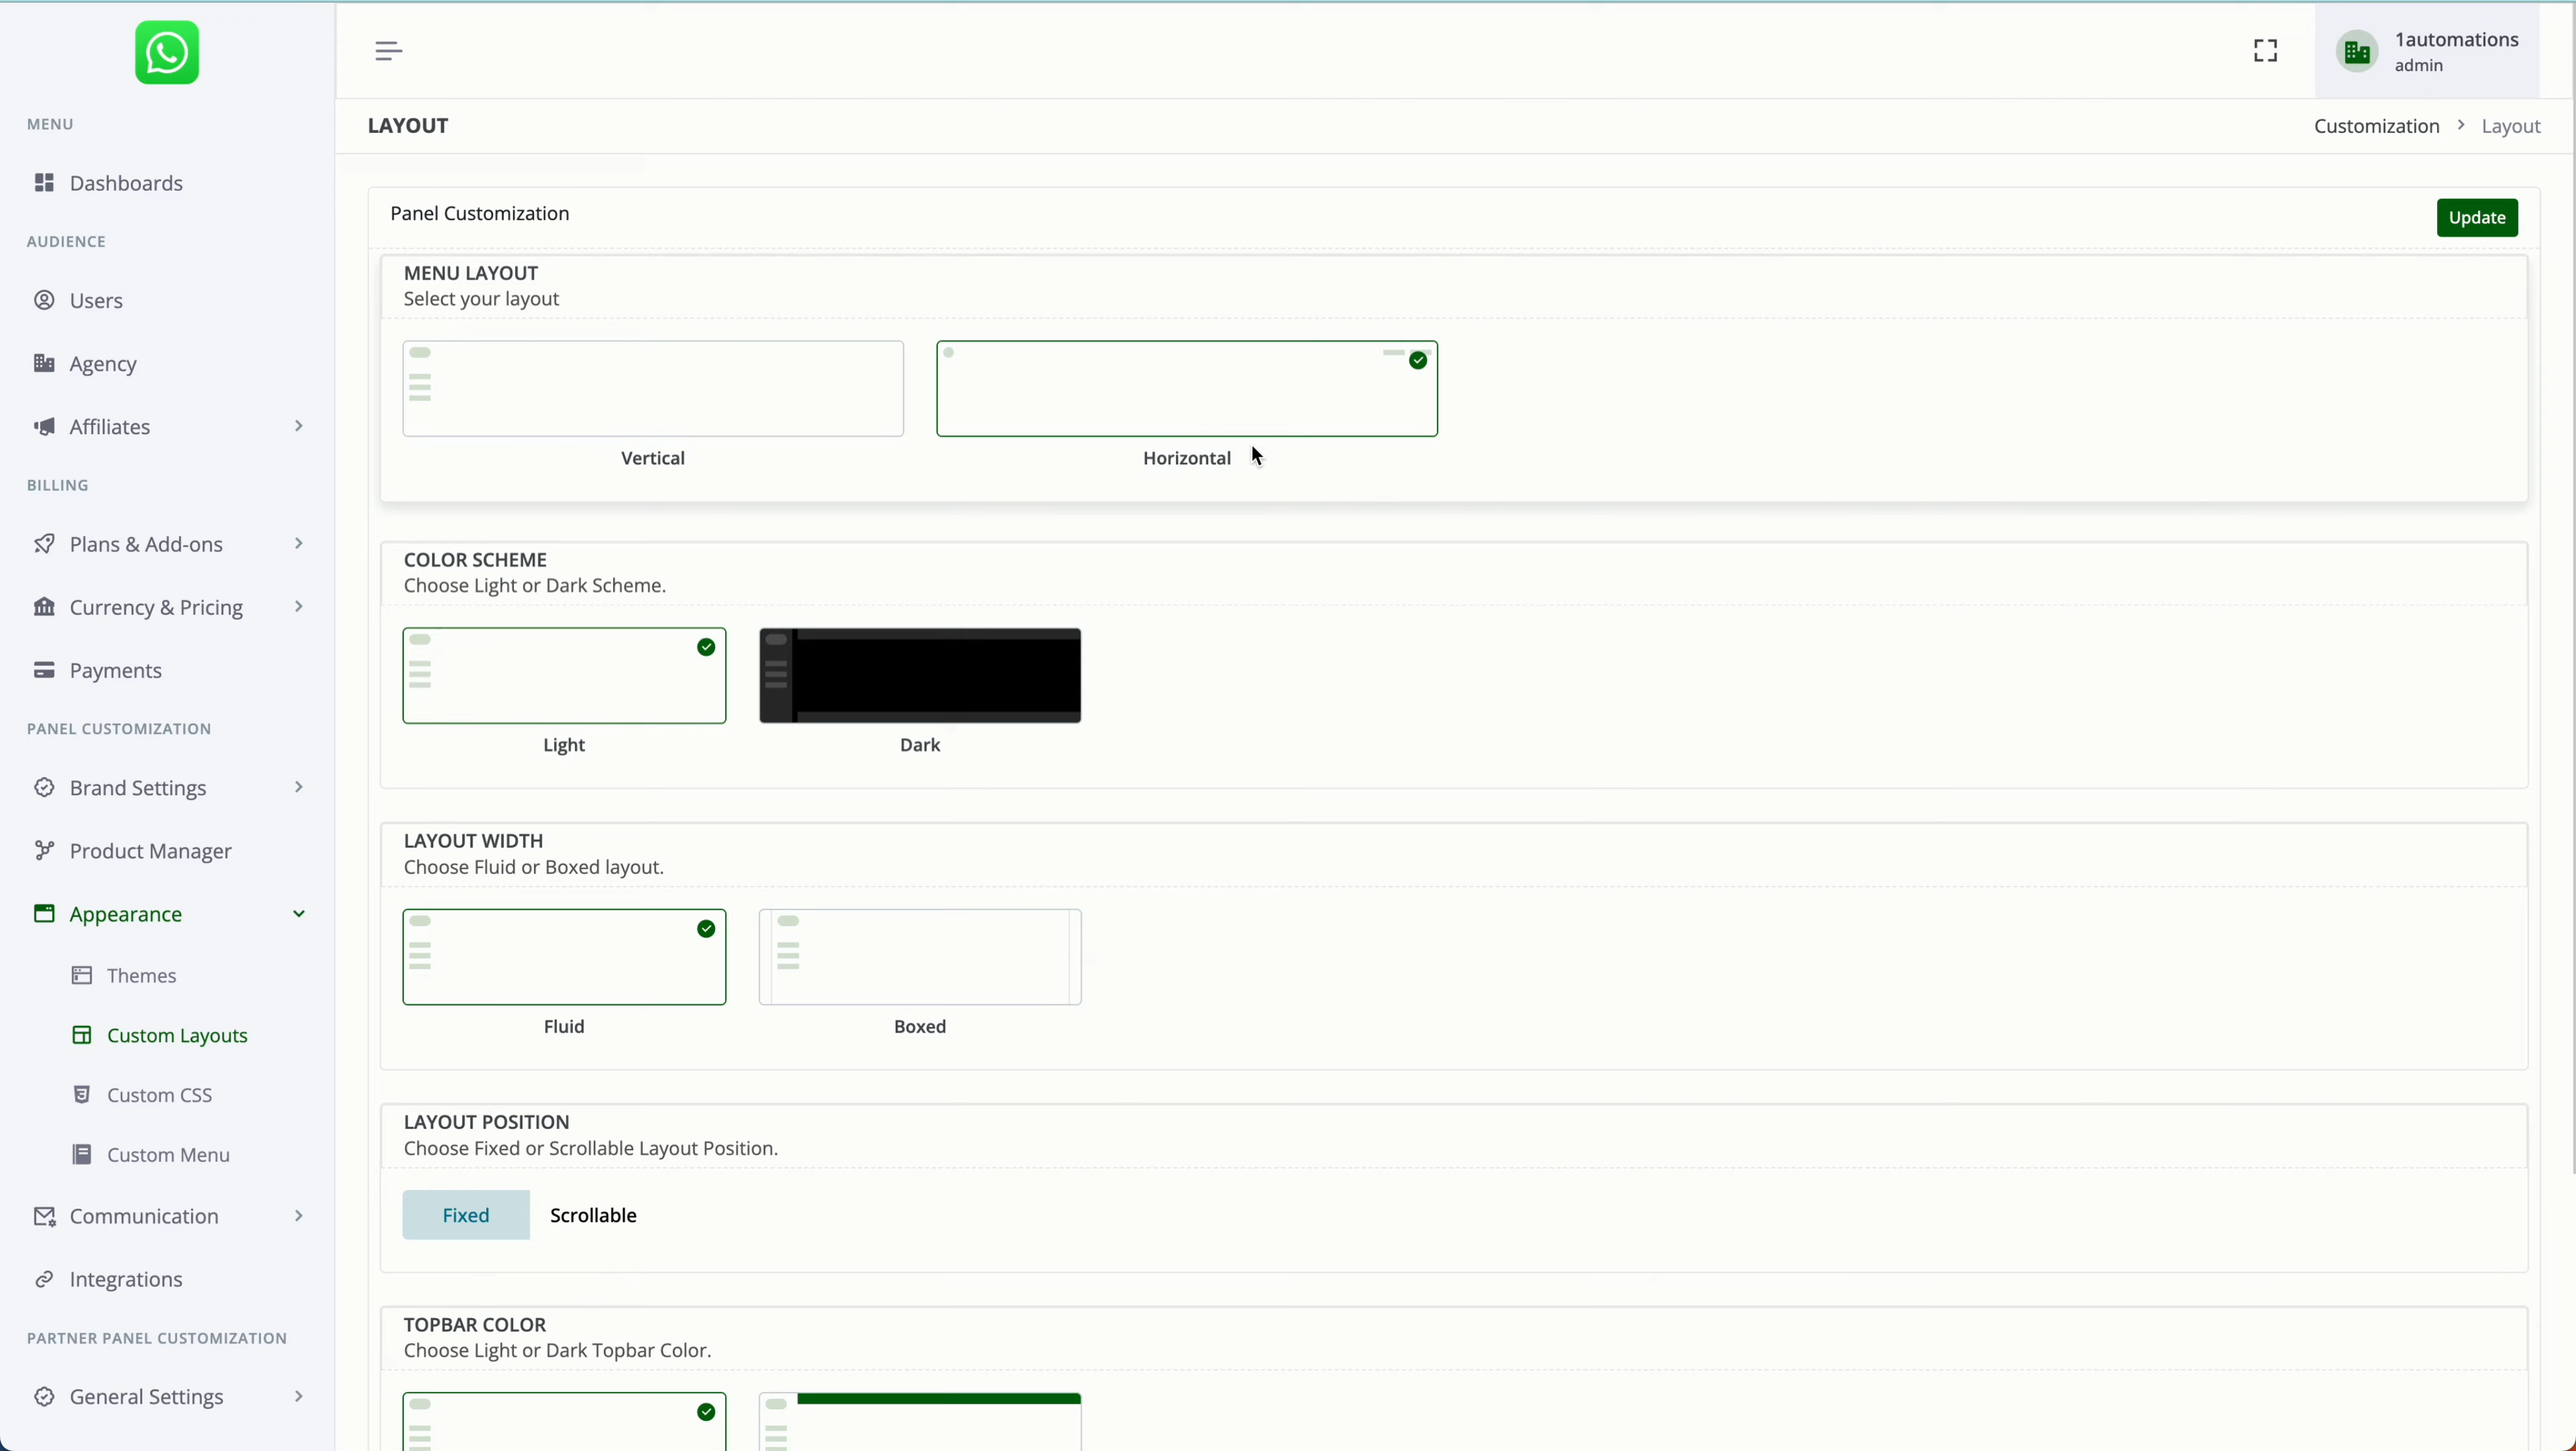 MENU
Dashboards
AUDIENCE
Users
Agency
Affiliates
BILLING
Plans & Add-ons
Currency & Pricing
Payments
PANEL CUSTOMIZATION
Brand Settings
Product Manager
Appearance
Themes
Custom Layouts
Custom CSS
Custom Menu
Communication
Integrations
PARTNER PANEL CUSTOMIZATION
General Settings
1automations
admin
LAYOUT
Customization > Layout
Panel Customization
Update
MENU LAYOUT
Select your layout
Vertical
Horizontal
COLOR SCHEME
Choose Light or Dark Scheme.
Light
Dark
LAYOUT WIDTH
Choose Fluid or Boxed layout.
Fluid
Boxed
LAYOUT POSITION
Choose Fixed or Scrollable Layout Position.
Fixed
Scrollable
TOPBAR COLOR
Choose Light or Dark Topbar Color.